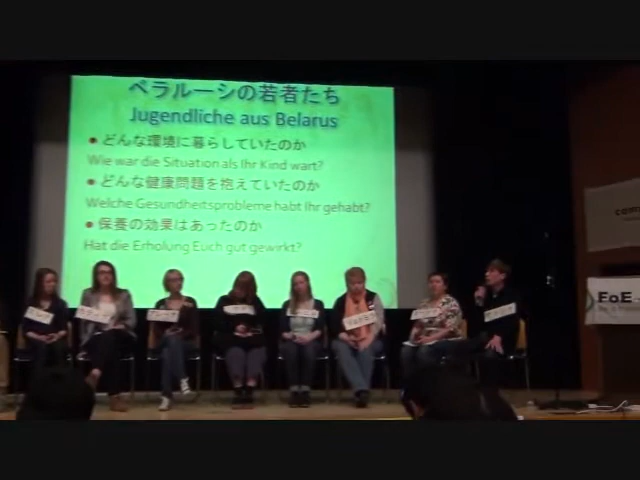 ベラルーシの若者たち
Jugendliche aus Belarus
• どんな環境に暮らしていたのか
Wie war die Situation als Ihr Kind wart?
• どんな健康問題を抱えていたのか
Welche Gesundheitsprobleme habt Ihr gehabt?
• 保養の効果はあったのか
Hat die Erholung Euch gut gewirkt?
FoE